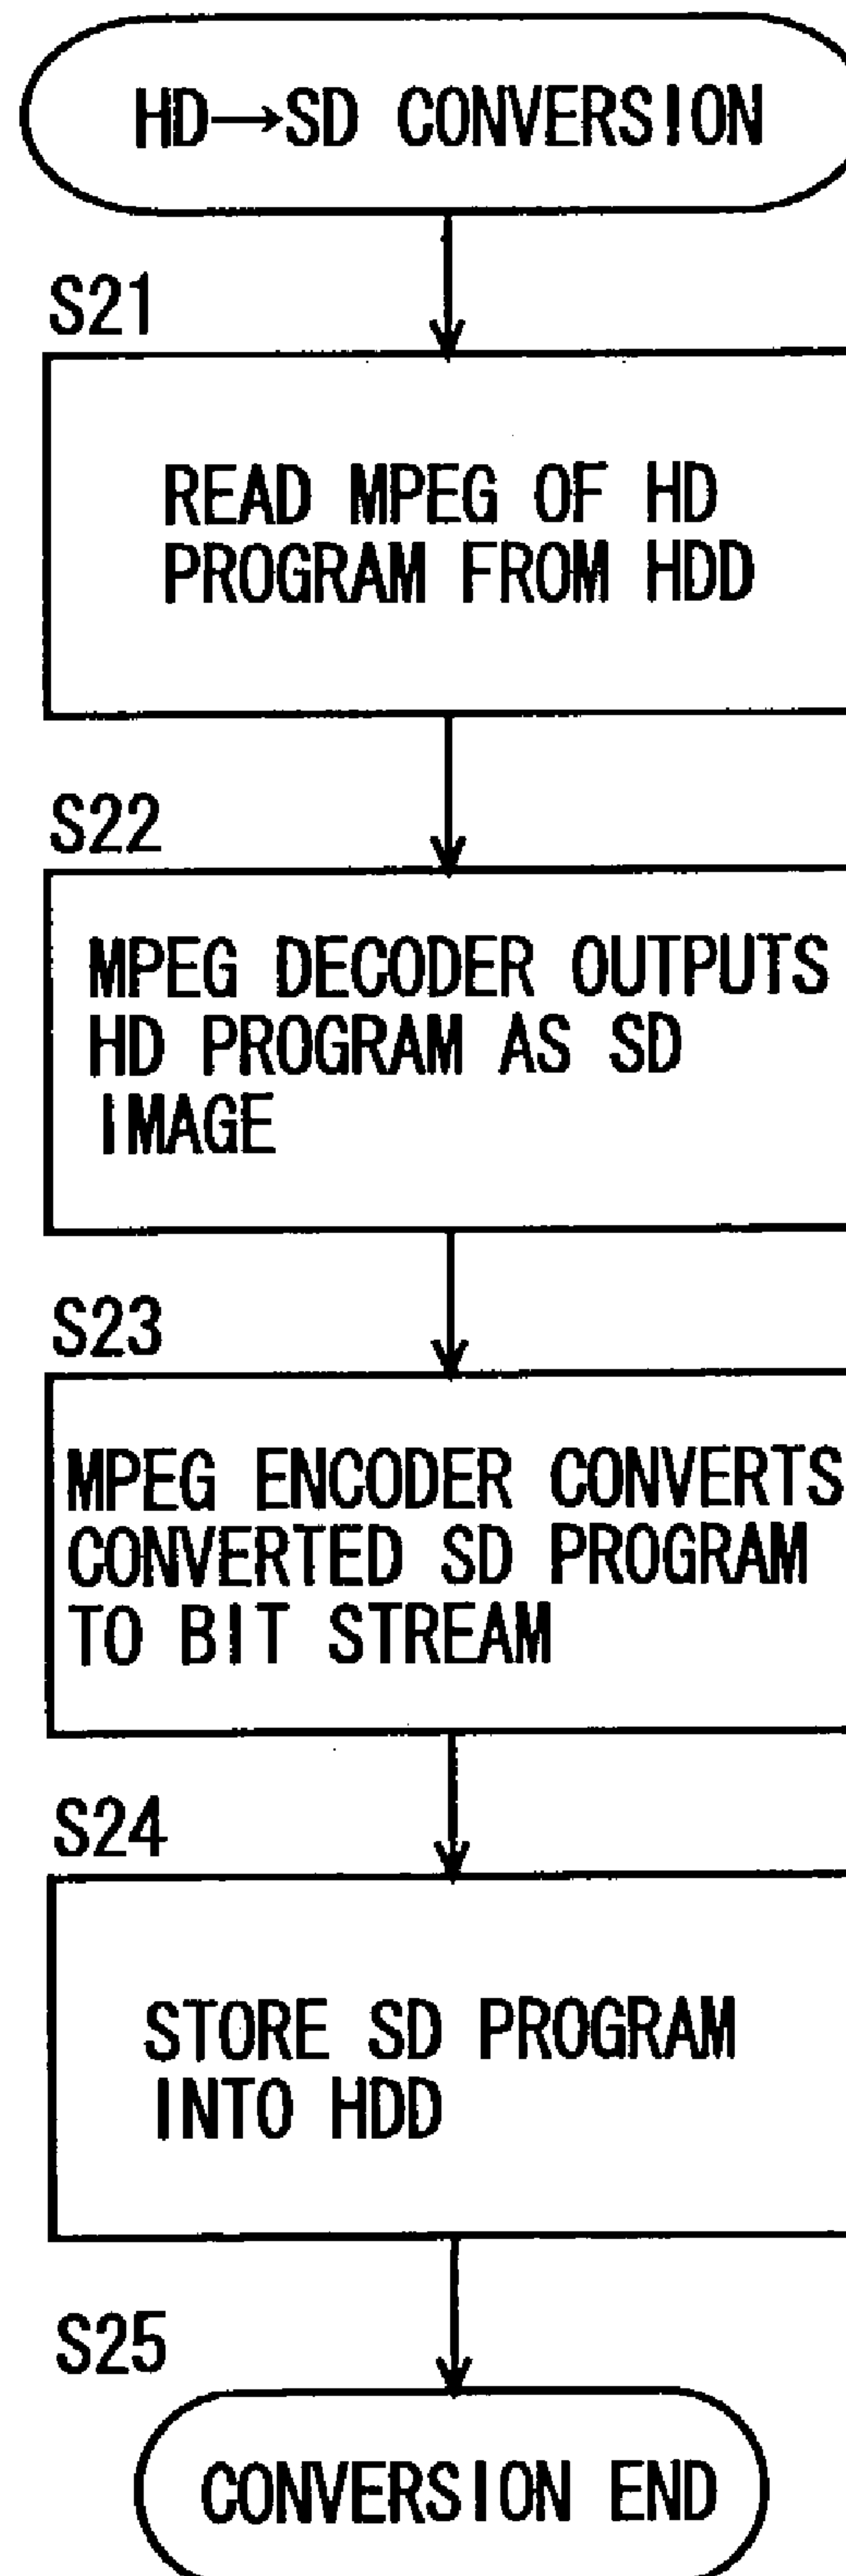 HD→SD CONVERSION
S21
READ MPEG OF HD
PROGRAM FROM HDD
S22
MPEG DECODER OUTPUTS
HD PROGRAM AS SD
IMAGE
S23
MPEG ENCODER CONVERTS
CONVERTED SD PROGRAM
TO BIT STREAM
S24
STORE SD PROGRAM
INTO HDD
S25
CONVERSION END